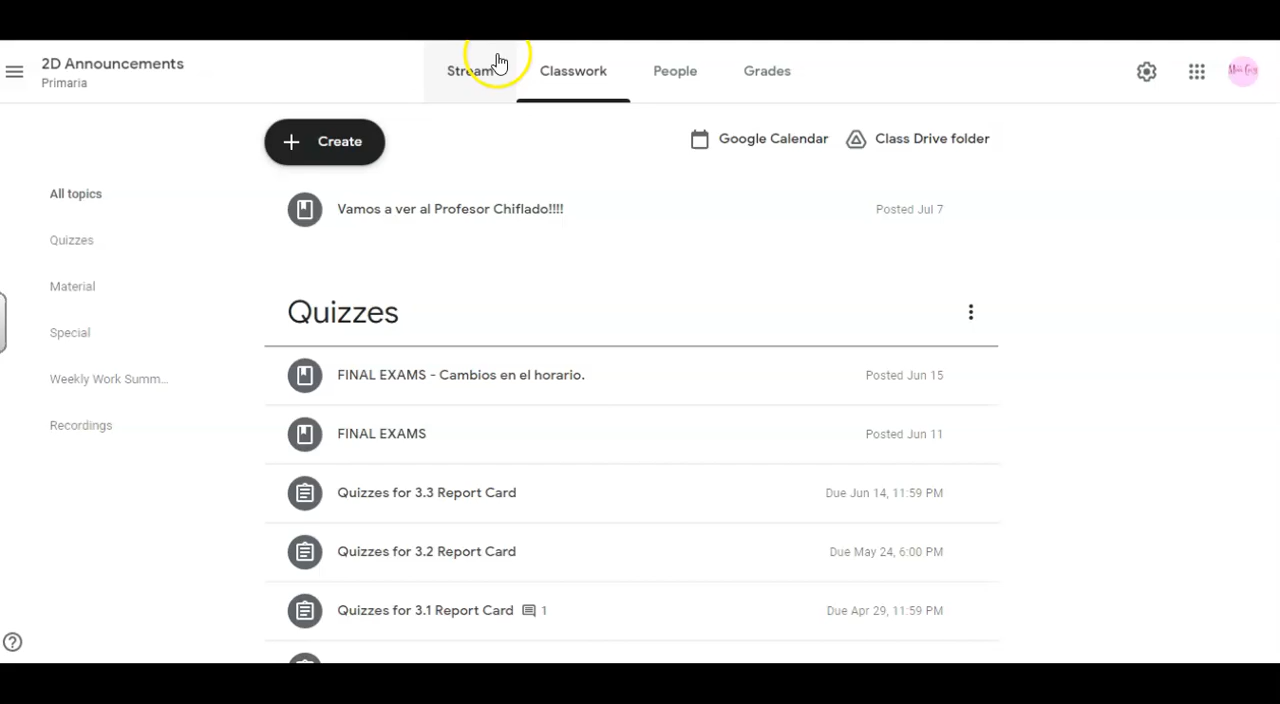 2D Announcements
Primaria
Stream
Classwork
People
Grades
Create
Google Calendar
Class Drive folder
All topics
Quizzes
Material
Special
Weekly Work Summ...
Recordings
Vamos a ver al Profesor Chiflado!!!!
Posted Jul 7
Quizzes
FINAL EXAMS - Cambios en el horario.
Posted Jun 15
FINAL EXAMS
Posted Jun 11
Quizzes for 3.3 Report Card
Due Jun 14, 11:59 PM
Quizzes for 3.2 Report Card
Due May 24, 6:00 PM
Quizzes for 3.1 Report Card 1
Due Apr 29, 11:59 PM